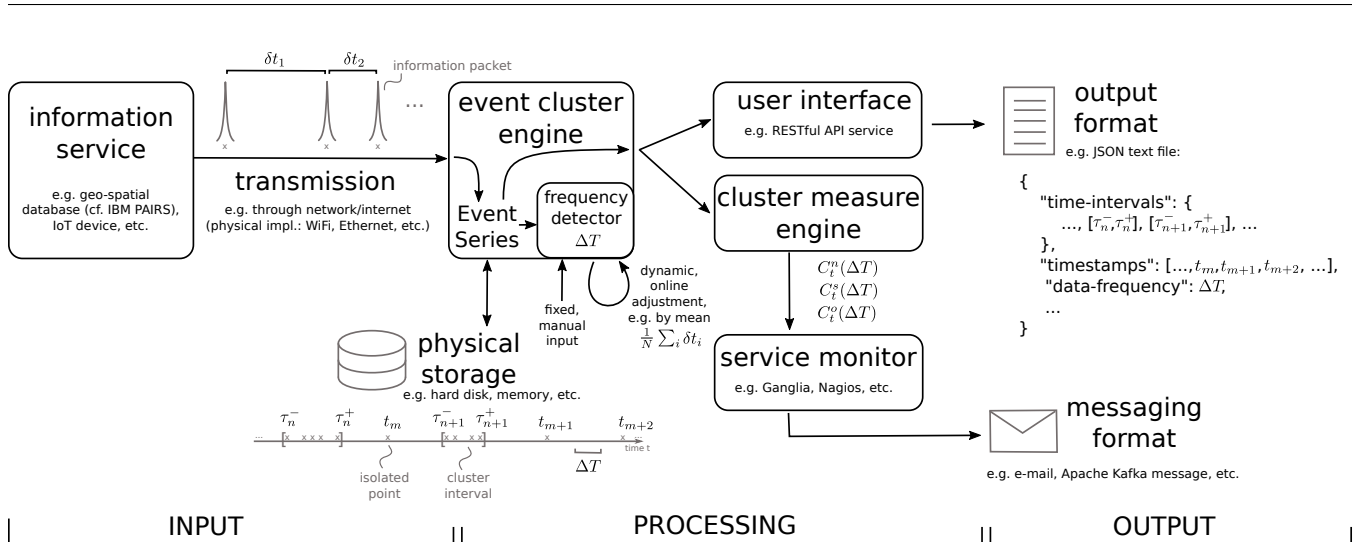 δt₁
δt₂
information packet
...
information
service
e.g. geo-spatial
database (cf. IBM PAIRS),
IoT device, etc.
transmission
e.g. through network/internet
(physical impl.: WiFi, Ethernet, etc.)
x
x
x
event cluster
engine
Event
Series
frequency
detector
ΔT
fixed,
manual
input
dynamic,
online
adjustment,
e.g. by mean
1/N ∑ᵢ δtᵢ
physical
storage
e.g. hard disk, memory, etc.
τₙ⁻ τₙ⁺ tₘ τₙ₊₁⁻ τₙ₊₁⁺ tₘ₊₁ tₘ₊₂
... [x x x x x] x [x x x x] x x ...
time t
isolated
point
cluster
interval
ΔT
user interface
e.g. RESTful API service
cluster measure
engine
Cₜⁿ(ΔT)
Cₜˢ(ΔT)
Cₜᵒ(ΔT)
service monitor
e.g. Ganglia, Nagios, etc.
output
format
e.g. JSON text file:
{
"time-intervals": {
..., [τₙ⁻,τₙ⁺], [τₙ₊₁⁻,τₙ₊₁⁺], ...
},
"timestamps": [...,tₘ,tₘ₊₁,tₘ₊₂, ...],
"data-frequency": ΔT,
...
}
messaging
format
e.g. e-mail, Apache Kafka message, etc.
INPUT
PROCESSING
OUTPUT